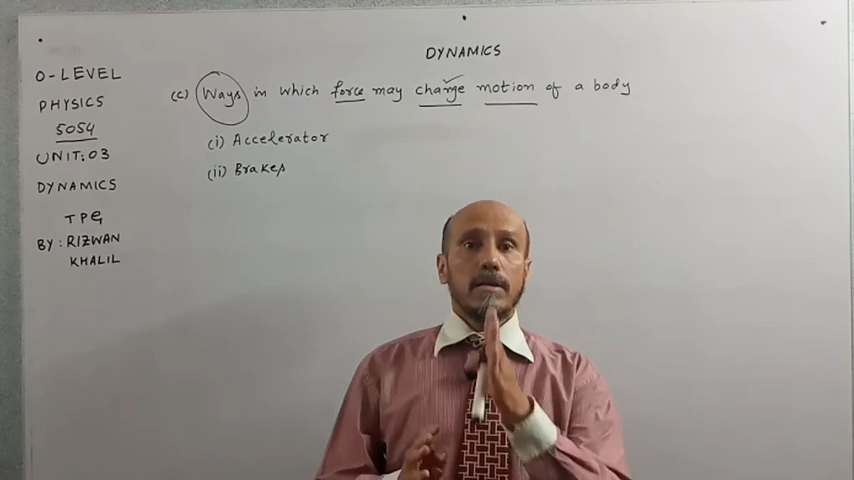 DYNAMICS
O-LEVEL
PHYSICS
5054
UNIT:03
DYNAMICS
TPG
BY: RIZWAN
KHALIL
(c) Ways in which force may change motion of a body
(i) Accelerator
(ii) Brakes